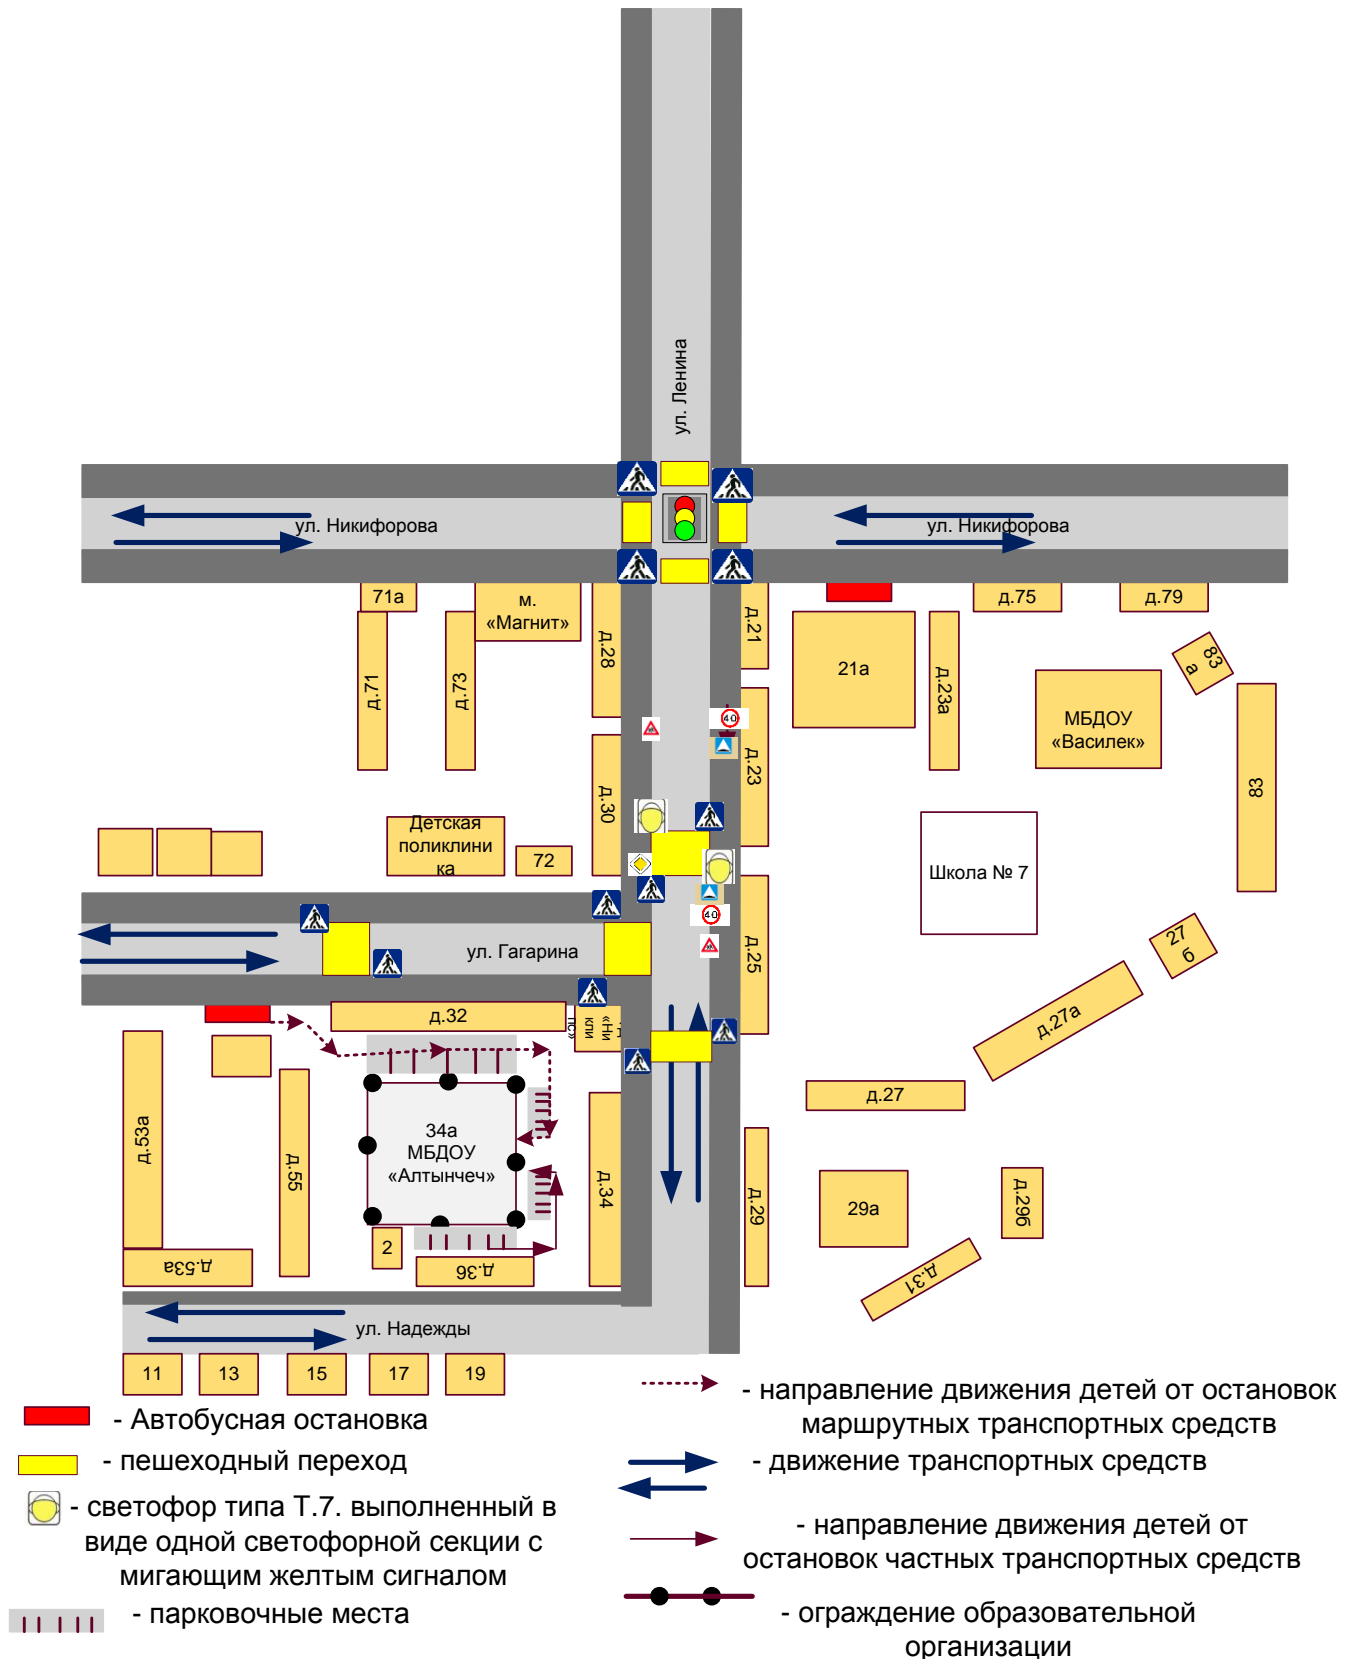 ул. Ленина
ул. Никифорова
ул. Никифорова
71а
м.
«Магнит»
д.28
д.21
д.75
д.79
д.71
д.73
21а
д.23а
83
а
МБДОУ
«Василек»
40
д.23
д.30
83
Детская
поликлини
ка
72
Школа № 7
40
ул. Гагарина
д.25
27
б
д.27а
д.32
«Ни
кли
пс»
д.53а
д.55
34а
МБДОУ
«Алтынчеч»
д.34
д.27
д.29
29а
д.29б
д.31
2
д.36
д.53а
ул. Надежды
11
13
15
17
19
- Автобусная остановка
- пешеходный переход
- светофор типа Т.7. выполненный в
виде одной светофорной секции с
мигающим желтым сигналом
- парковочные места
- направление движения детей от остановок
маршрутных транспортных средств
- движение транспортных средств
- направление движения детей от
остановок частных транспортных средств
- ограждение образовательной
организации